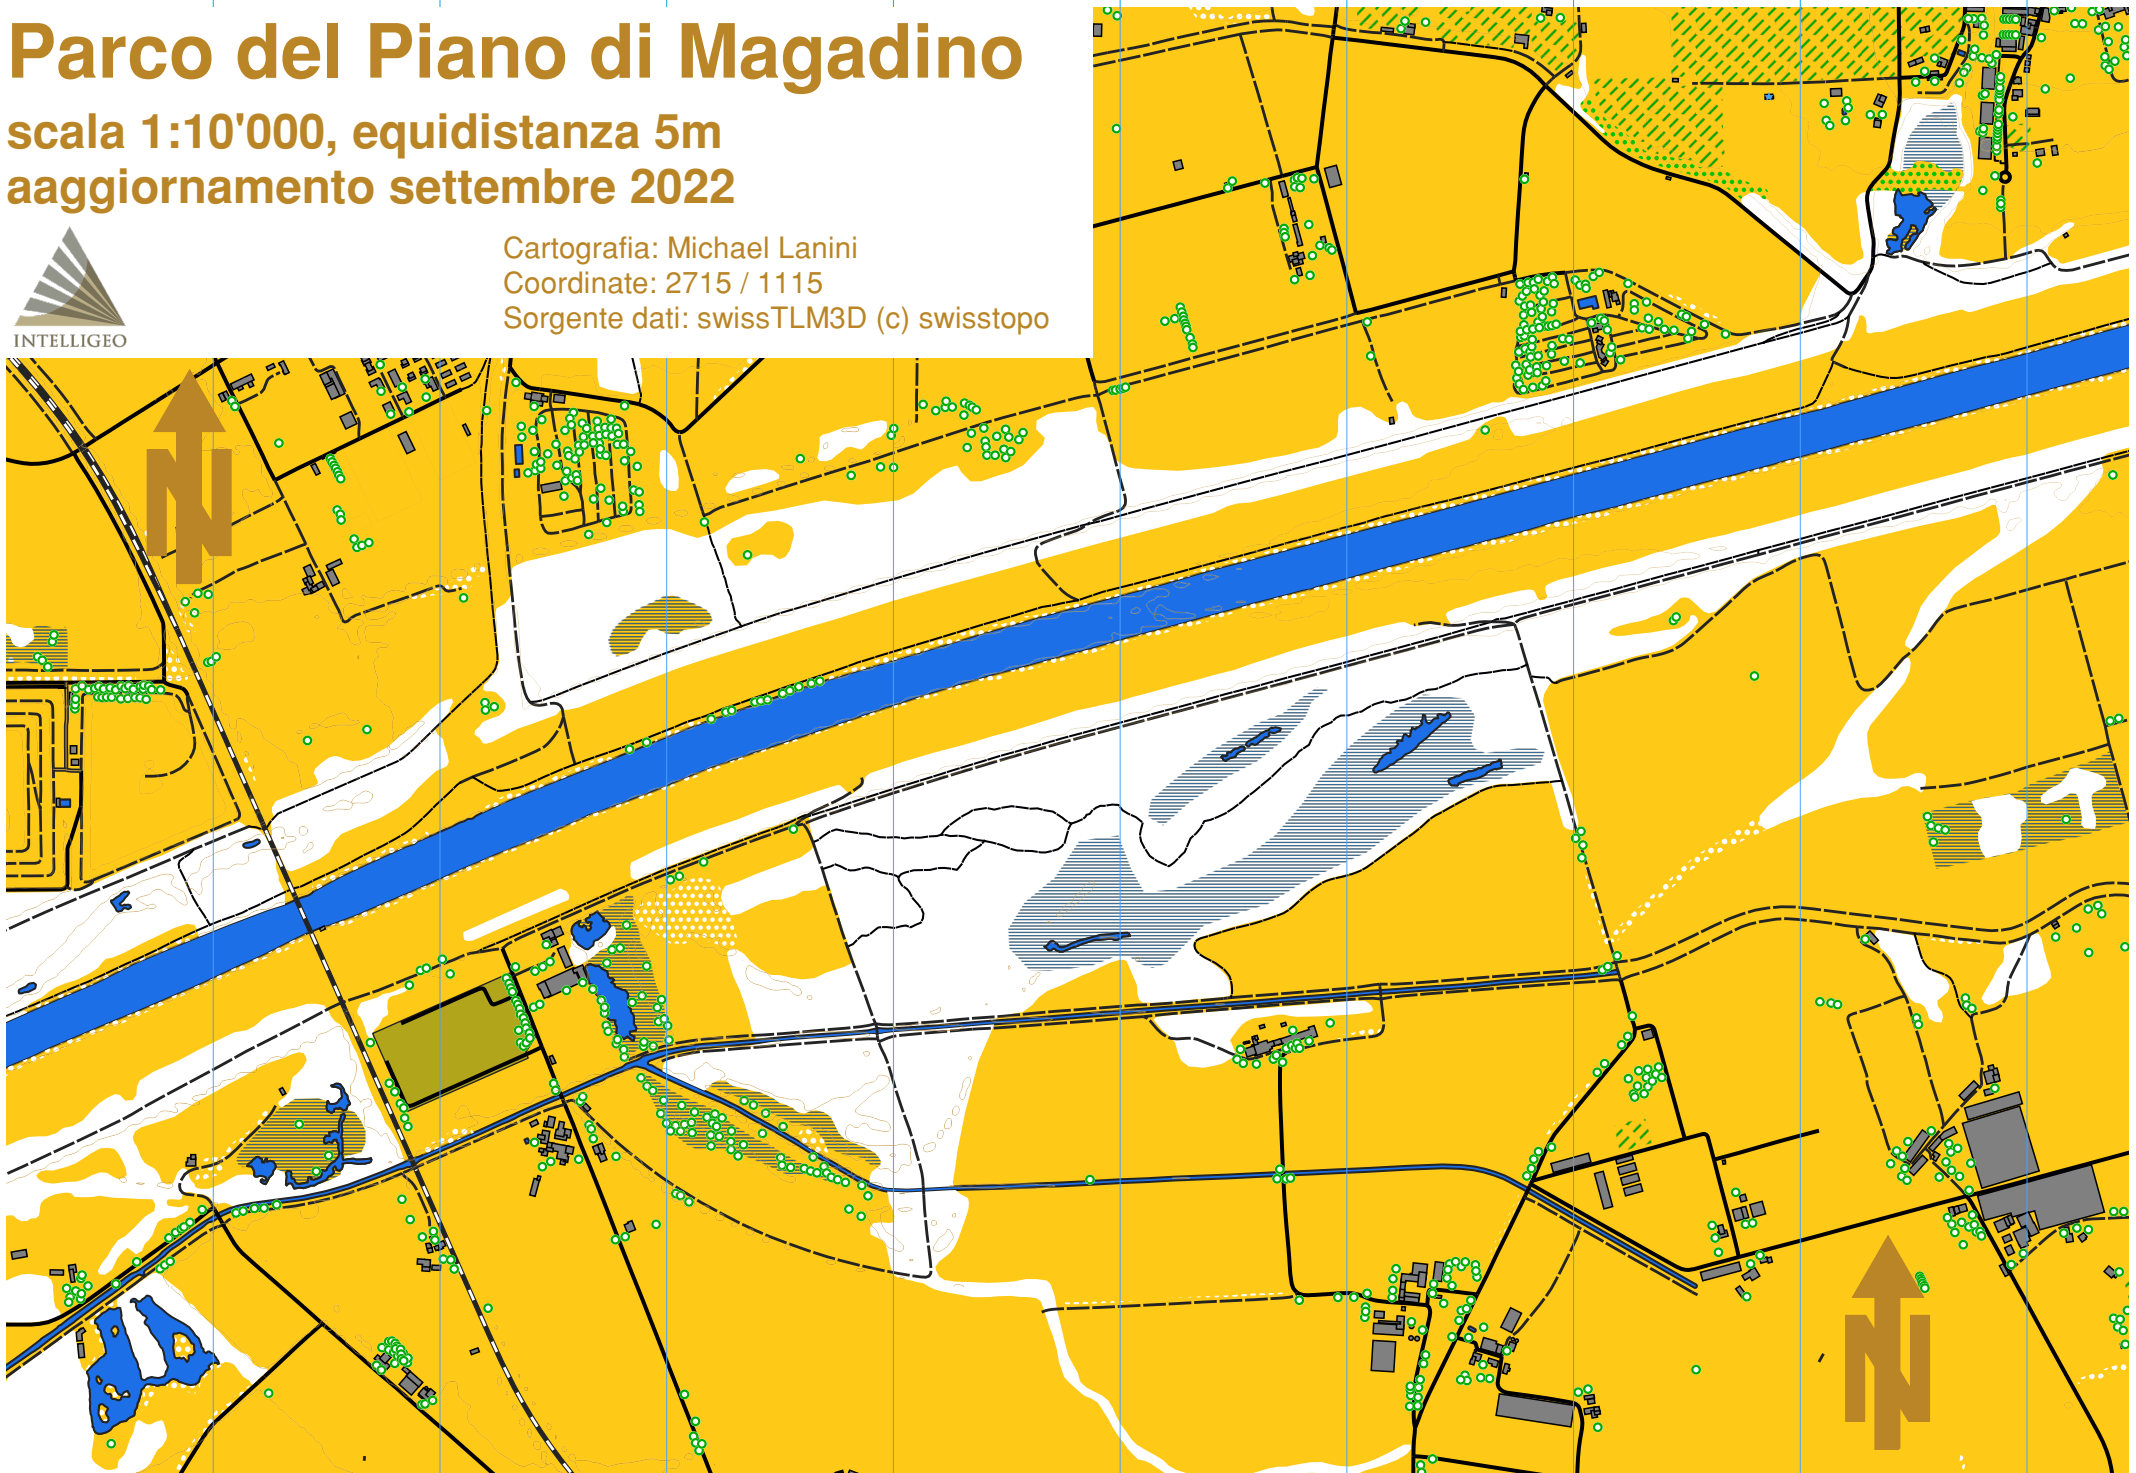 Parco del Piano di Magadino
scala 1:10'000, equidistanza 5m
aaggiornamento settembre 2022
Cartografia: Michael Lanini
Coordinate: 2715 / 1115
Sorgente dati: swissTLM3D (c) swisstopo
INTELLIGEO
N
N